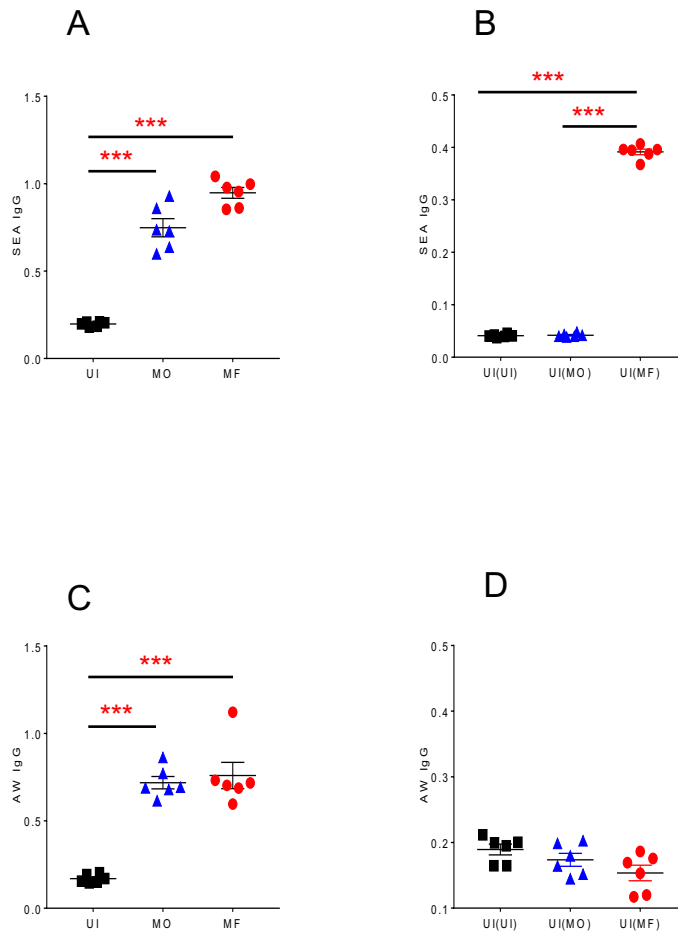 A
SEA IgG
1.5
1.0
0.5
0.0
***
***
UI
MO
MF
B
SEA IgG
0.5
0.4
0.3
0.2
0.1
0.0
***
***
UI(UI)
UI(MO)
UI(MF)
C
AW IgG
1.5
1.0
0.5
0.0
***
***
UI
MO
MF
D
AW IgG
0.5
0.4
0.3
0.2
0.1
UI(UI)
UI(MO)
UI(MF)